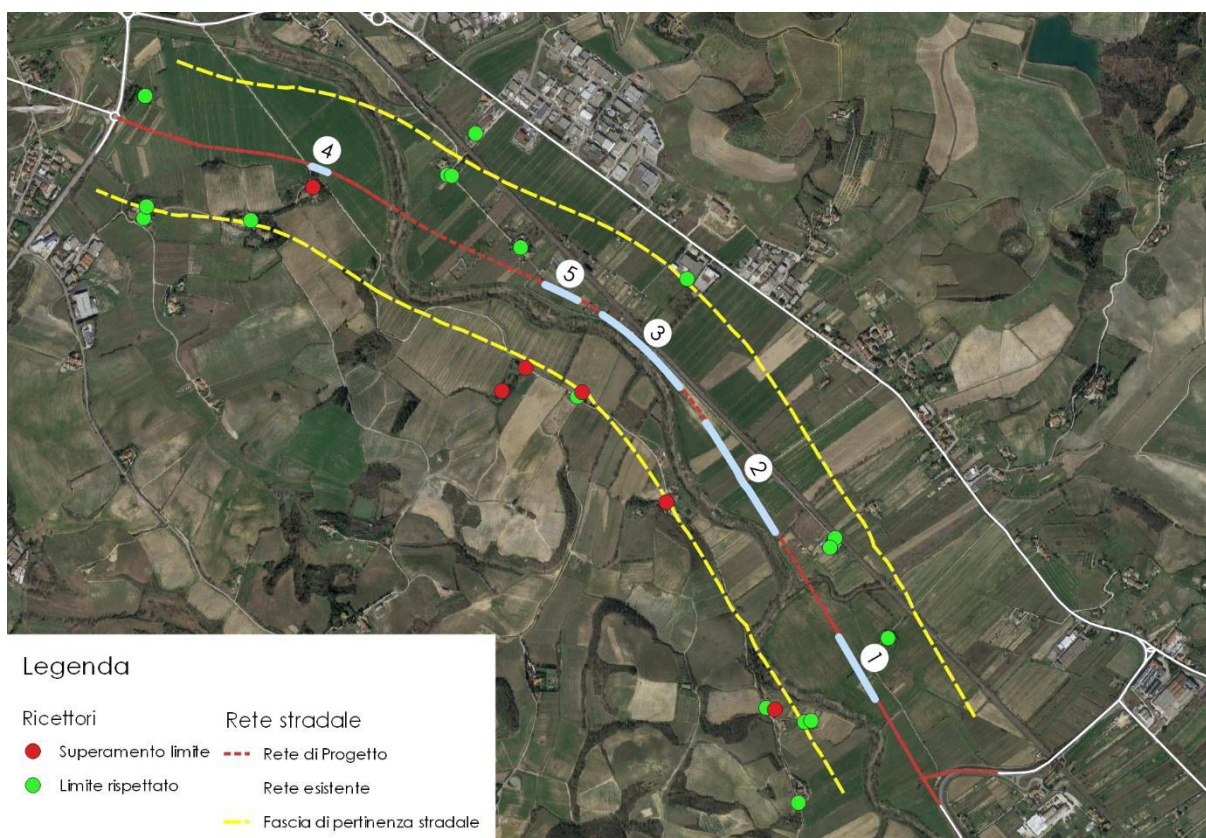 4
5
3
2
1
Legenda
Ricettori
Superamento limite
Limite rispettato
Rete stradale
Rete di Progetto
Rete esistente
Fascia di pertinenza stradale